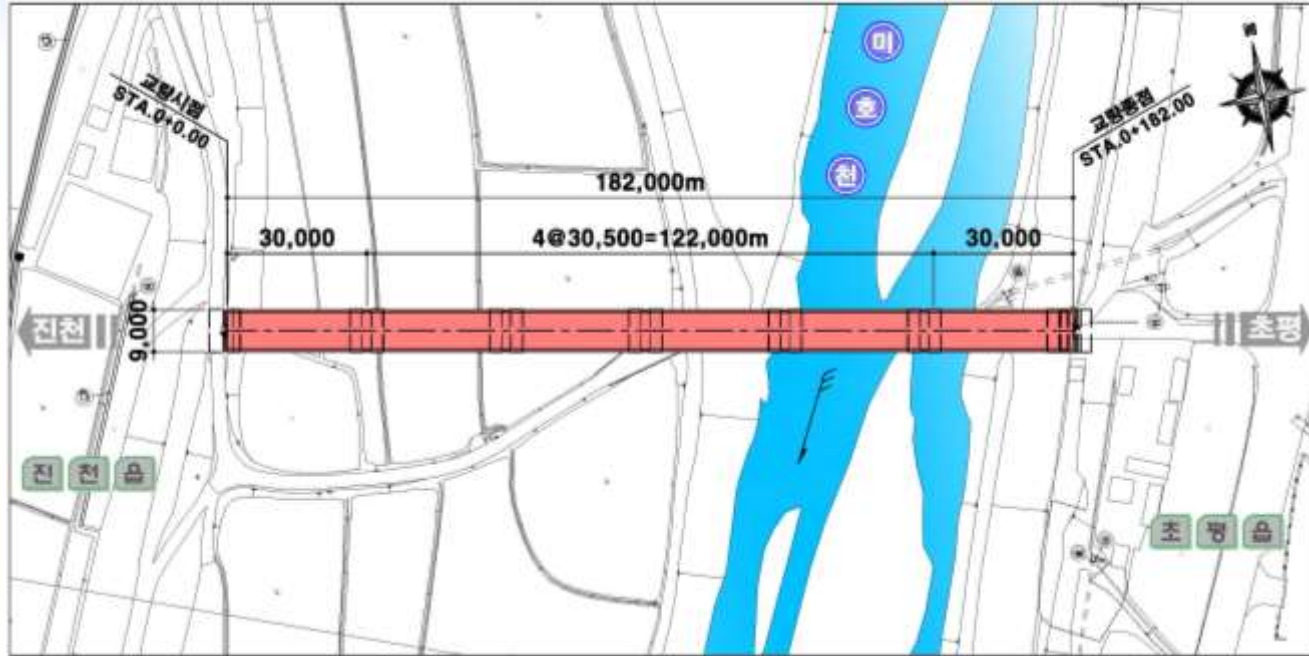 미
호
천
북
교량시점
STA.0+0.00
교량종점
STA.0+182.00
182,000m
30,000
4@30,500=122,000m
30,000
9,000
진천
초평
진천읍
초평읍